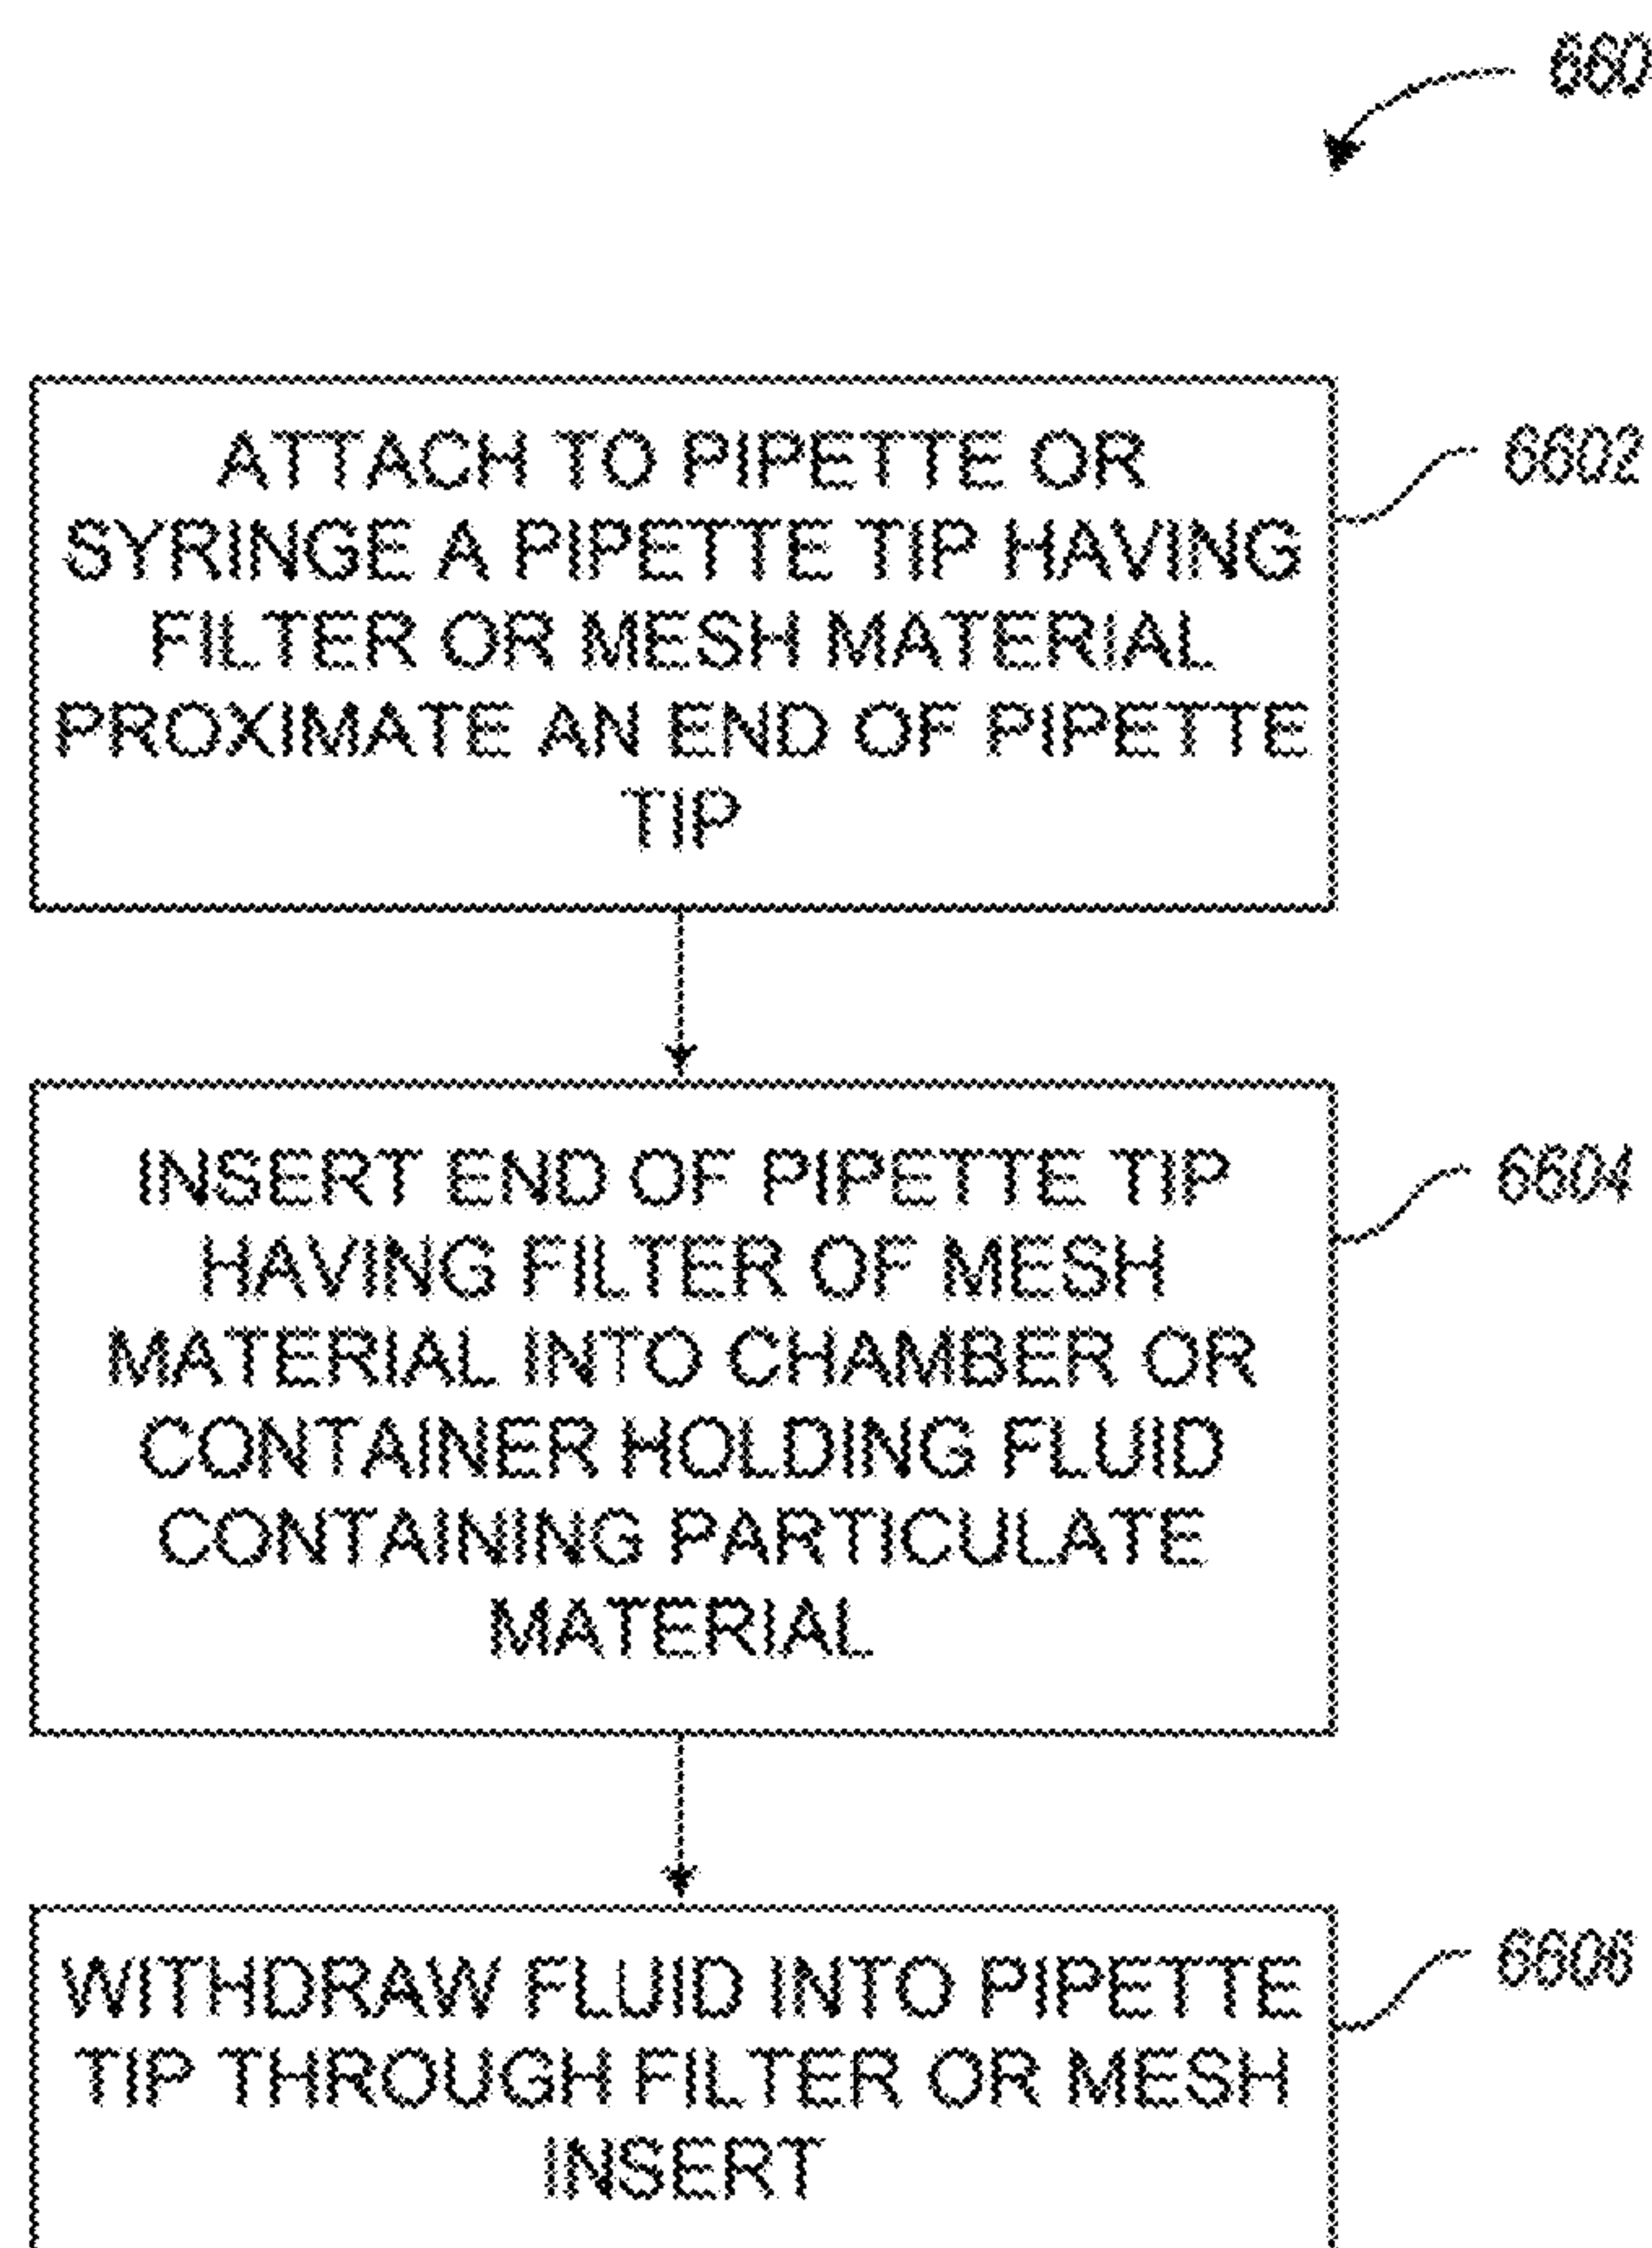 660
ATTACH TO PIPETTE OR
SYRINGE A PIPETTE TIP HAVING
FILTER OR MESH MATERIAL
PROXIMATE AN END OF PIPETTE
TIP
6602
INSERT END OF PIPETTE TIP
HAVING FILTER OF MESH
MATERIAL INTO CHAMBER OR
CONTAINER HOLDING FLUID
CONTAINING PARTICULATE
MATERIAL
6604
WITHDRAW FLUID INTO PIPETTE
TIP THROUGH FILTER OR MESH
INSERT
6606